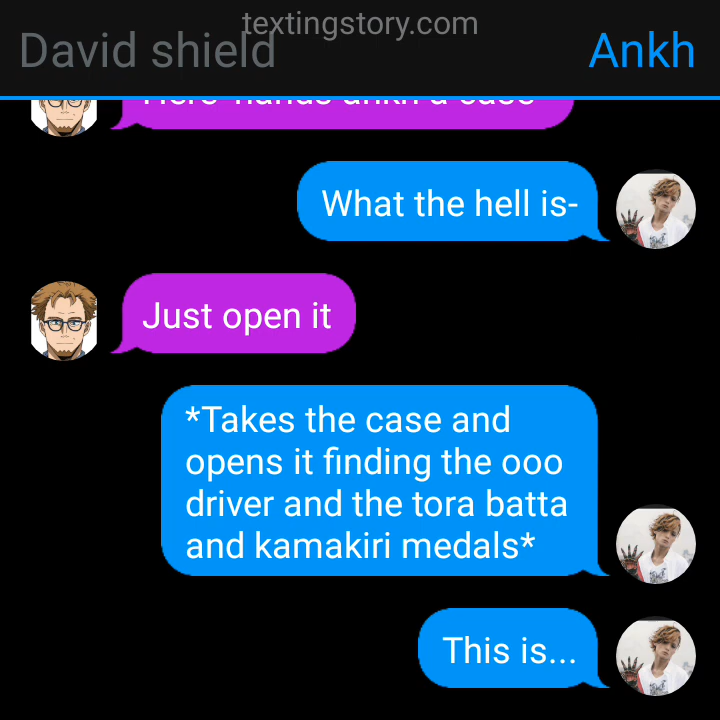 textingstory.com
David shield
Ankh
What the hell is-
Just open it
*Takes the case and
opens it finding the ooo
driver and the tora batta
and kamakiri medals*
This is...